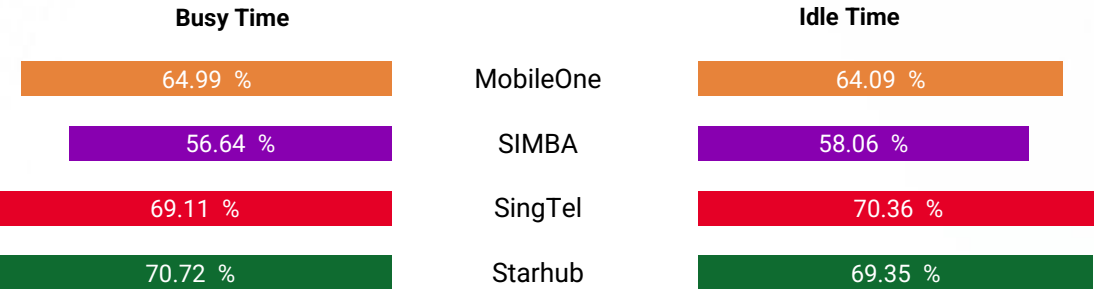 Busy Time Idle Time
64.99 % MobileOne 64.09 %
56.64 % SIMBA 58.06 %
69.11 % SingTel 70.36 %
70.72 % Starhub 69.35 %